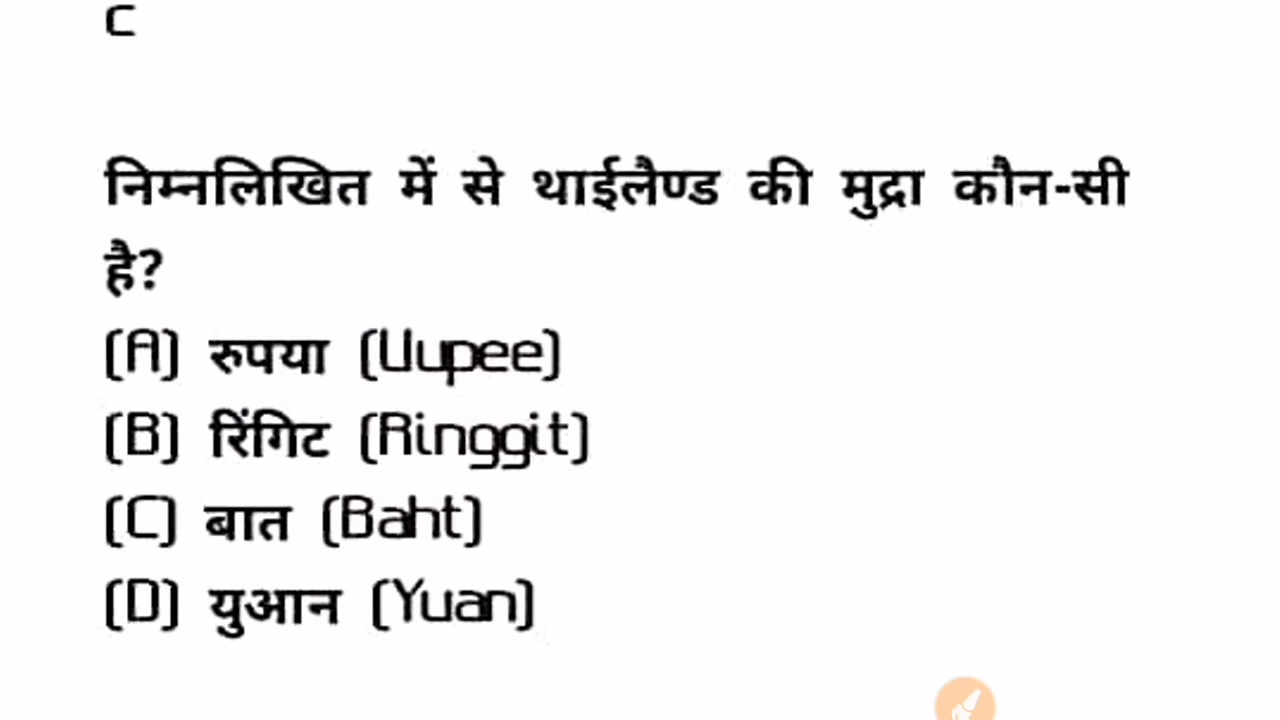 C
निम्नलिखित में से थाईलैण्ड की मुद्रा कौन-सी
है?
(A) रुपया (Uupee)
(B) रिंगिट (Ringgit)
(C) बात (Baht)
(D) युआन (Yuan)